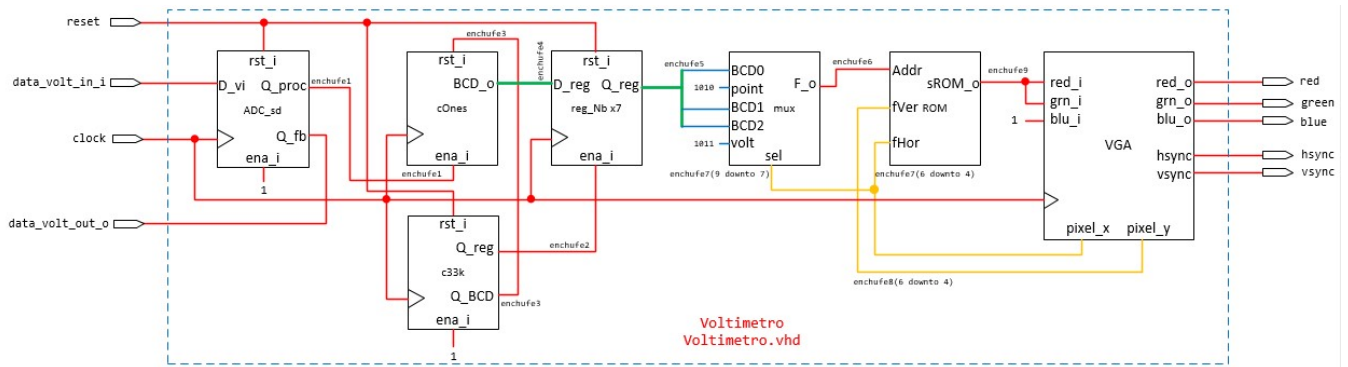 reset
data_volt_in_i
clock
data_volt_out_o
rst_i
D_vi
Q_proc
ADC_sd
Q_fb
ena_i
1
enchufe1
enchufe3
rst_i
BCD_o
cOnes
ena_i
enchufe1
enchufe4
rst_i
D_reg
Q_reg
reg_Nb x7
ena_i
rst_i
Q_reg
c33k
Q_BCD
ena_i
1
enchufe2
enchufe3
enchufe5
1010
1011
BCD0
point
F_o
BCD1
mux
BCD2
volt
sel
enchufe7(9 downto 7)
enchufe6
Addr
sROM_o
fVer
ROM
fHor
enchufe7(6 downto 4)
enchufe9
1
red_i
grn_i
blu_i
VGA
red_o
grn_o
blu_o
hsync
vsync
pixel_x
pixel_y
enchufe8(6 downto 4)
red
green
blue
hsync
vsync
Voltimetro
Voltimetro.vhd